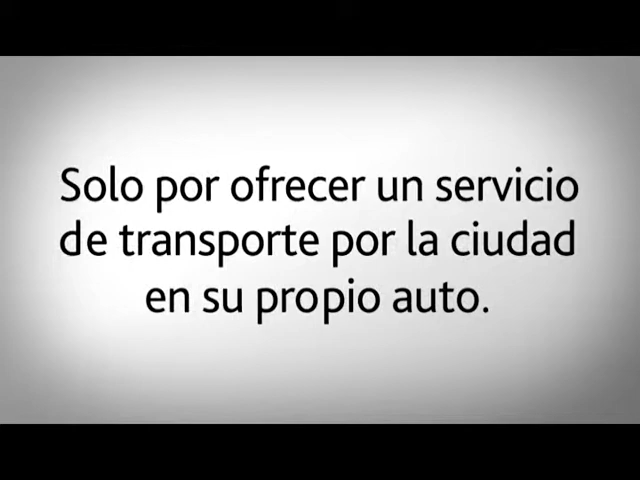 Solo por ofrecer un servicio
de transporte por la ciudad
en su propio auto.